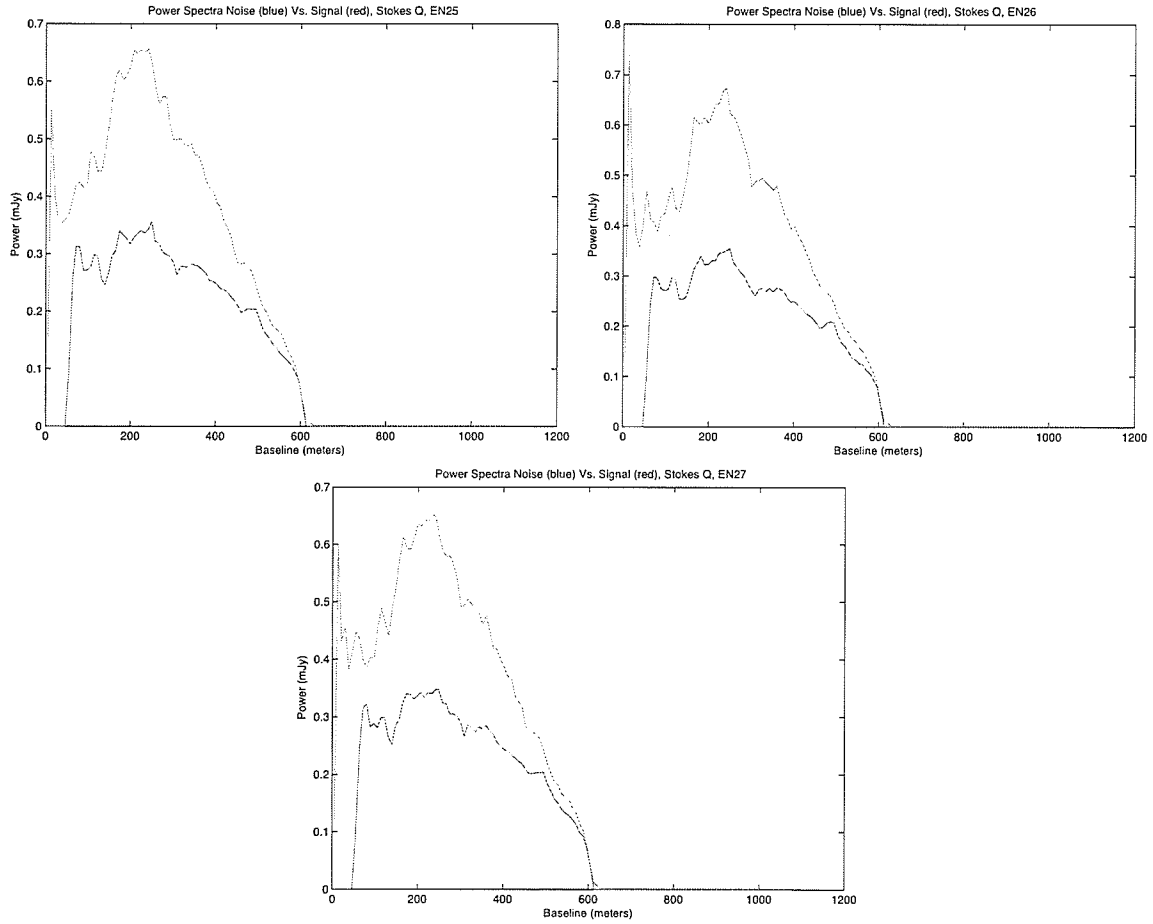 Power Spectra Noise (blue) Vs. Signal (red), Stokes Q, EN25
0.7
0.6
0.5
0.4
0.3
0.2
0.1
0
Power (mJy)
0 200 400 600 800 1000 1200
Baseline (meters)
Power Spectra Noise (blue) Vs. Signal (red), Stokes Q, EN26
0.8
0.7
0.6
0.5
0.4
0.3
0.2
0.1
0
Power (mJy)
0 200 400 600 800 1000 1200
Baseline (meters)
Power Spectra Noise (blue) Vs. Signal (red), Stokes Q, EN27
0.7
0.6
0.5
0.4
0.3
0.2
0.1
0
Power (mJy)
0 200 400 600 800 1000 1200
Baseline (meters)